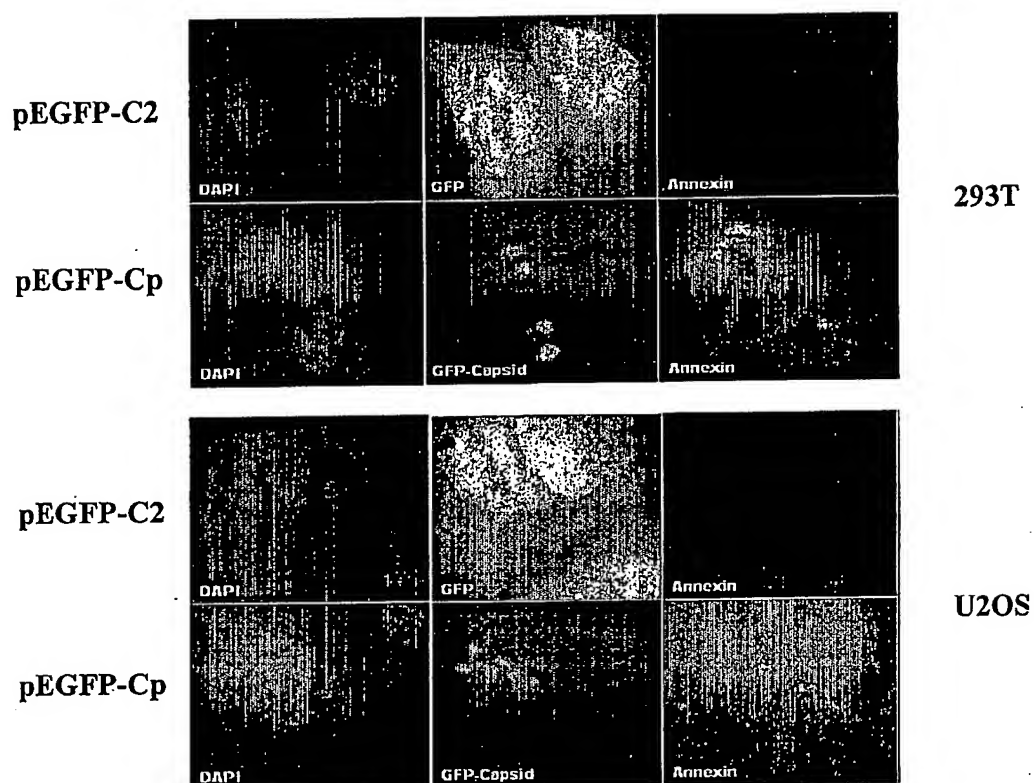 pEGFP-C2
DAPI
GFP
Annexin
293T
pEGFP-Cp
DAPI
GFP-Capsid
Annexin
pEGFP-C2
DAPI
GFP
Annexin
U2OS
pEGFP-Cp
DAPI
GFP-Capsid
Annexin